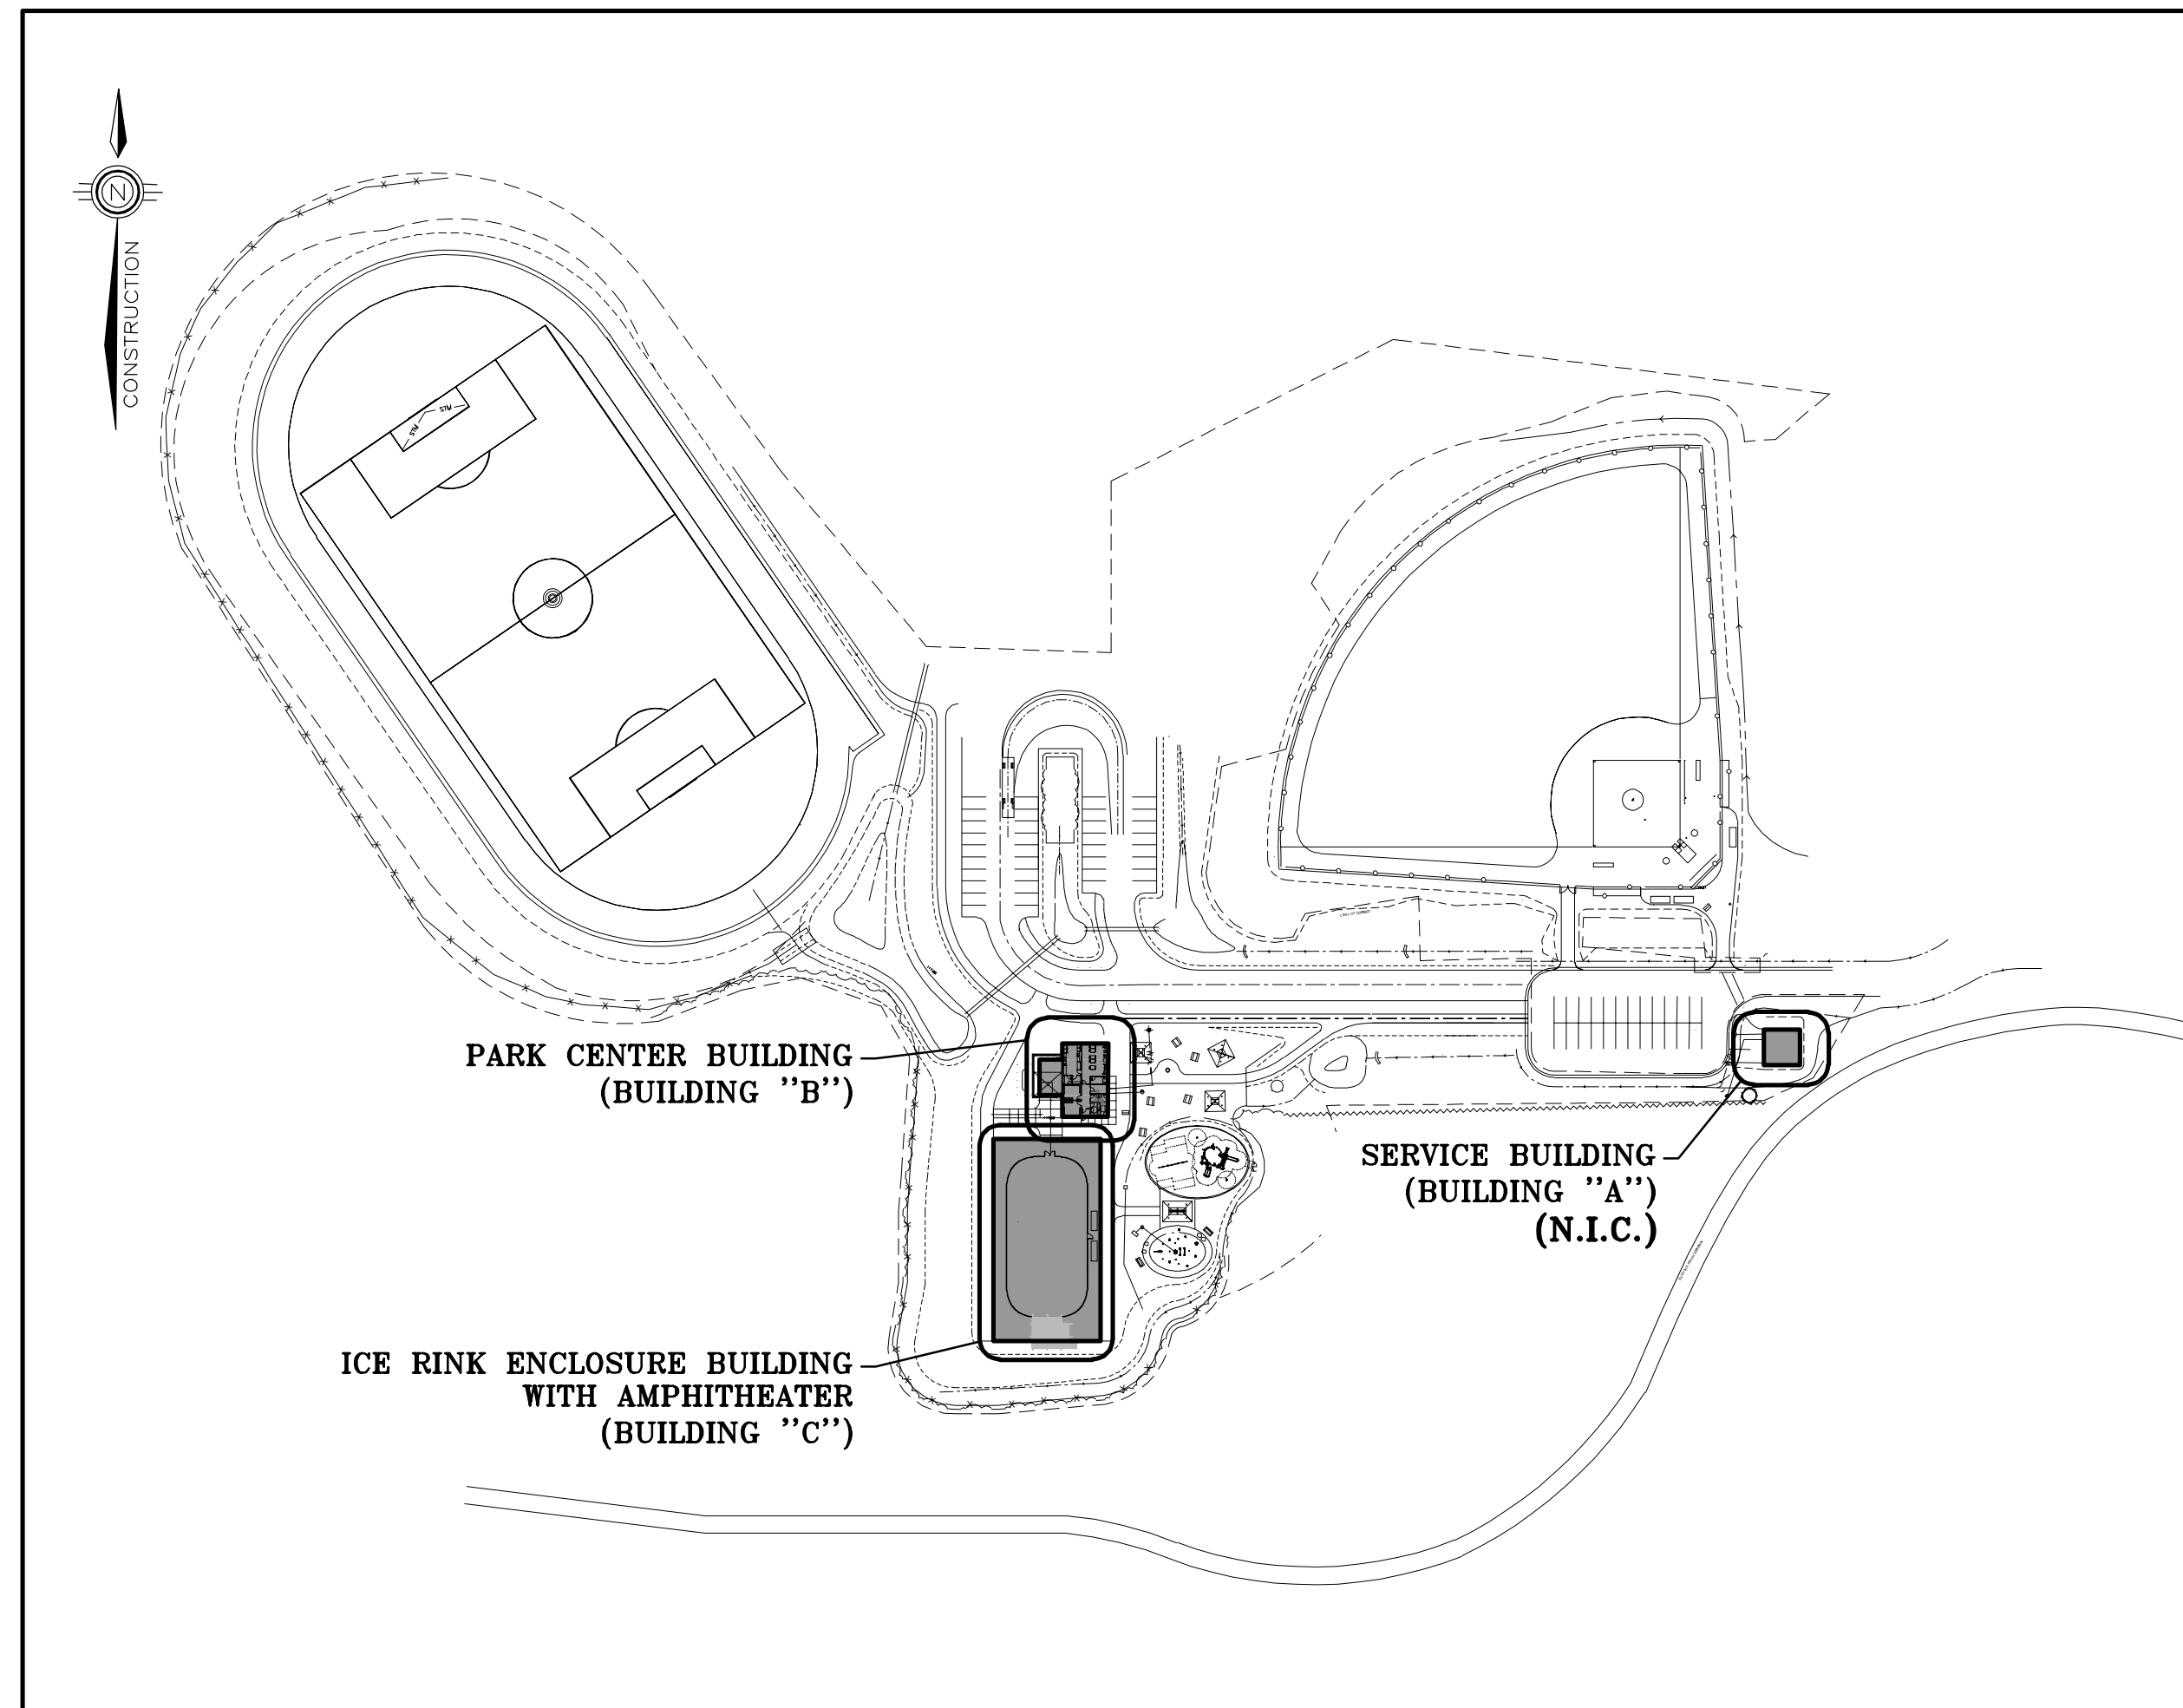 N
CONSTRUCTION
PARK CENTER BUILDING
(BUILDING ''B'')
SERVICE BUILDING
(BUILDING ''A'')
(N.I.C.)
ICE RINK ENCLOSURE BUILDING
WITH AMPHITHEATER
(BUILDING ''C'')